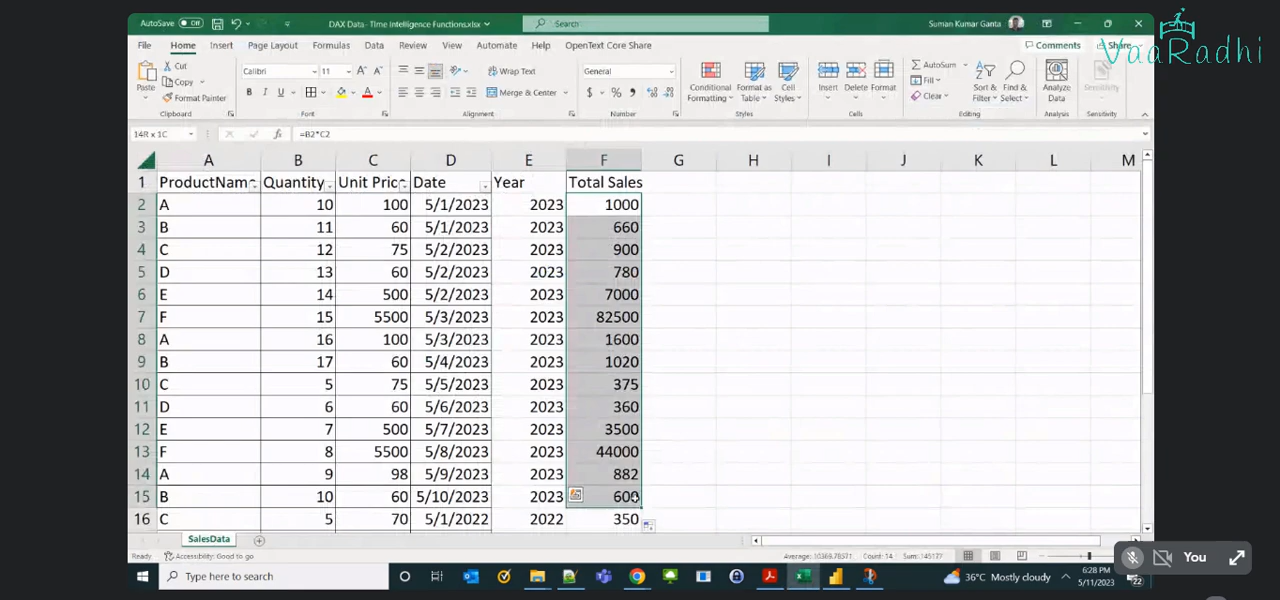 AutoSave Off DAX Data - Time Intelligence Functions.xlsx Search Suman Kumar Ganta
VaaRadhi
File Home Insert Page Layout Formulas Data Review View Automate Help OpenText Core Share Comments Share
Paste Cut Copy Format Painter Clipboard
Calibri 11 A A B I U A Font
Wrap Text Merge & Center Alignment
General $ % , Number
Conditional Formatting Format as Table Cell Styles Styles
Insert Delete Format Cells
AutoSum Fill Clear Sort & Filter Find & Select Editing
Analyze Data Analysis
Sensitivity Sensitivity
14R x 1C fx =B2*C2
A B C D E F G H I J K L M
1 ProductNam Quantity Unit Pric Date Year Total Sales
2 A 10 100 5/1/2023 2023 1000
3 B 11 60 5/1/2023 2023 660
4 C 12 75 5/2/2023 2023 900
5 D 13 60 5/2/2023 2023 780
6 E 14 500 5/2/2023 2023 7000
7 F 15 5500 5/3/2023 2023 82500
8 A 16 100 5/3/2023 2023 1600
9 B 17 60 5/4/2023 2023 1020
10 C 5 75 5/5/2023 2023 375
11 D 6 60 5/6/2023 2023 360
12 E 7 500 5/7/2023 2023 3500
13 F 8 5500 5/8/2023 2023 44000
14 A 9 98 5/9/2023 2023 882
15 B 10 60 5/10/2023 2023 600
16 C 5 70 5/1/2022 2022 350
SalesData
Ready Accessibility: Good to go Average: 10369.78571 Count: 14 Sum: 145177
You
Type here to search 36°C Mostly cloudy 6:28 PM
5/11/2023 22